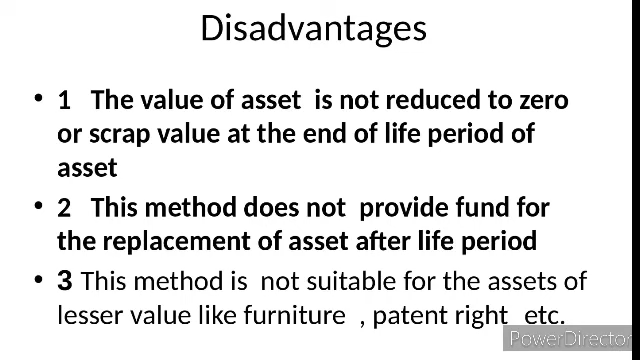 Disadvantages
• 1 The value of asset is not reduced to zero
or scrap value at the end of life period of
asset
• 2 This method does not provide fund for
the replacement of asset after life period
• 3 This method is not suitable for the assets of
lesser value like furniture , patent right etc.
PowerDirector